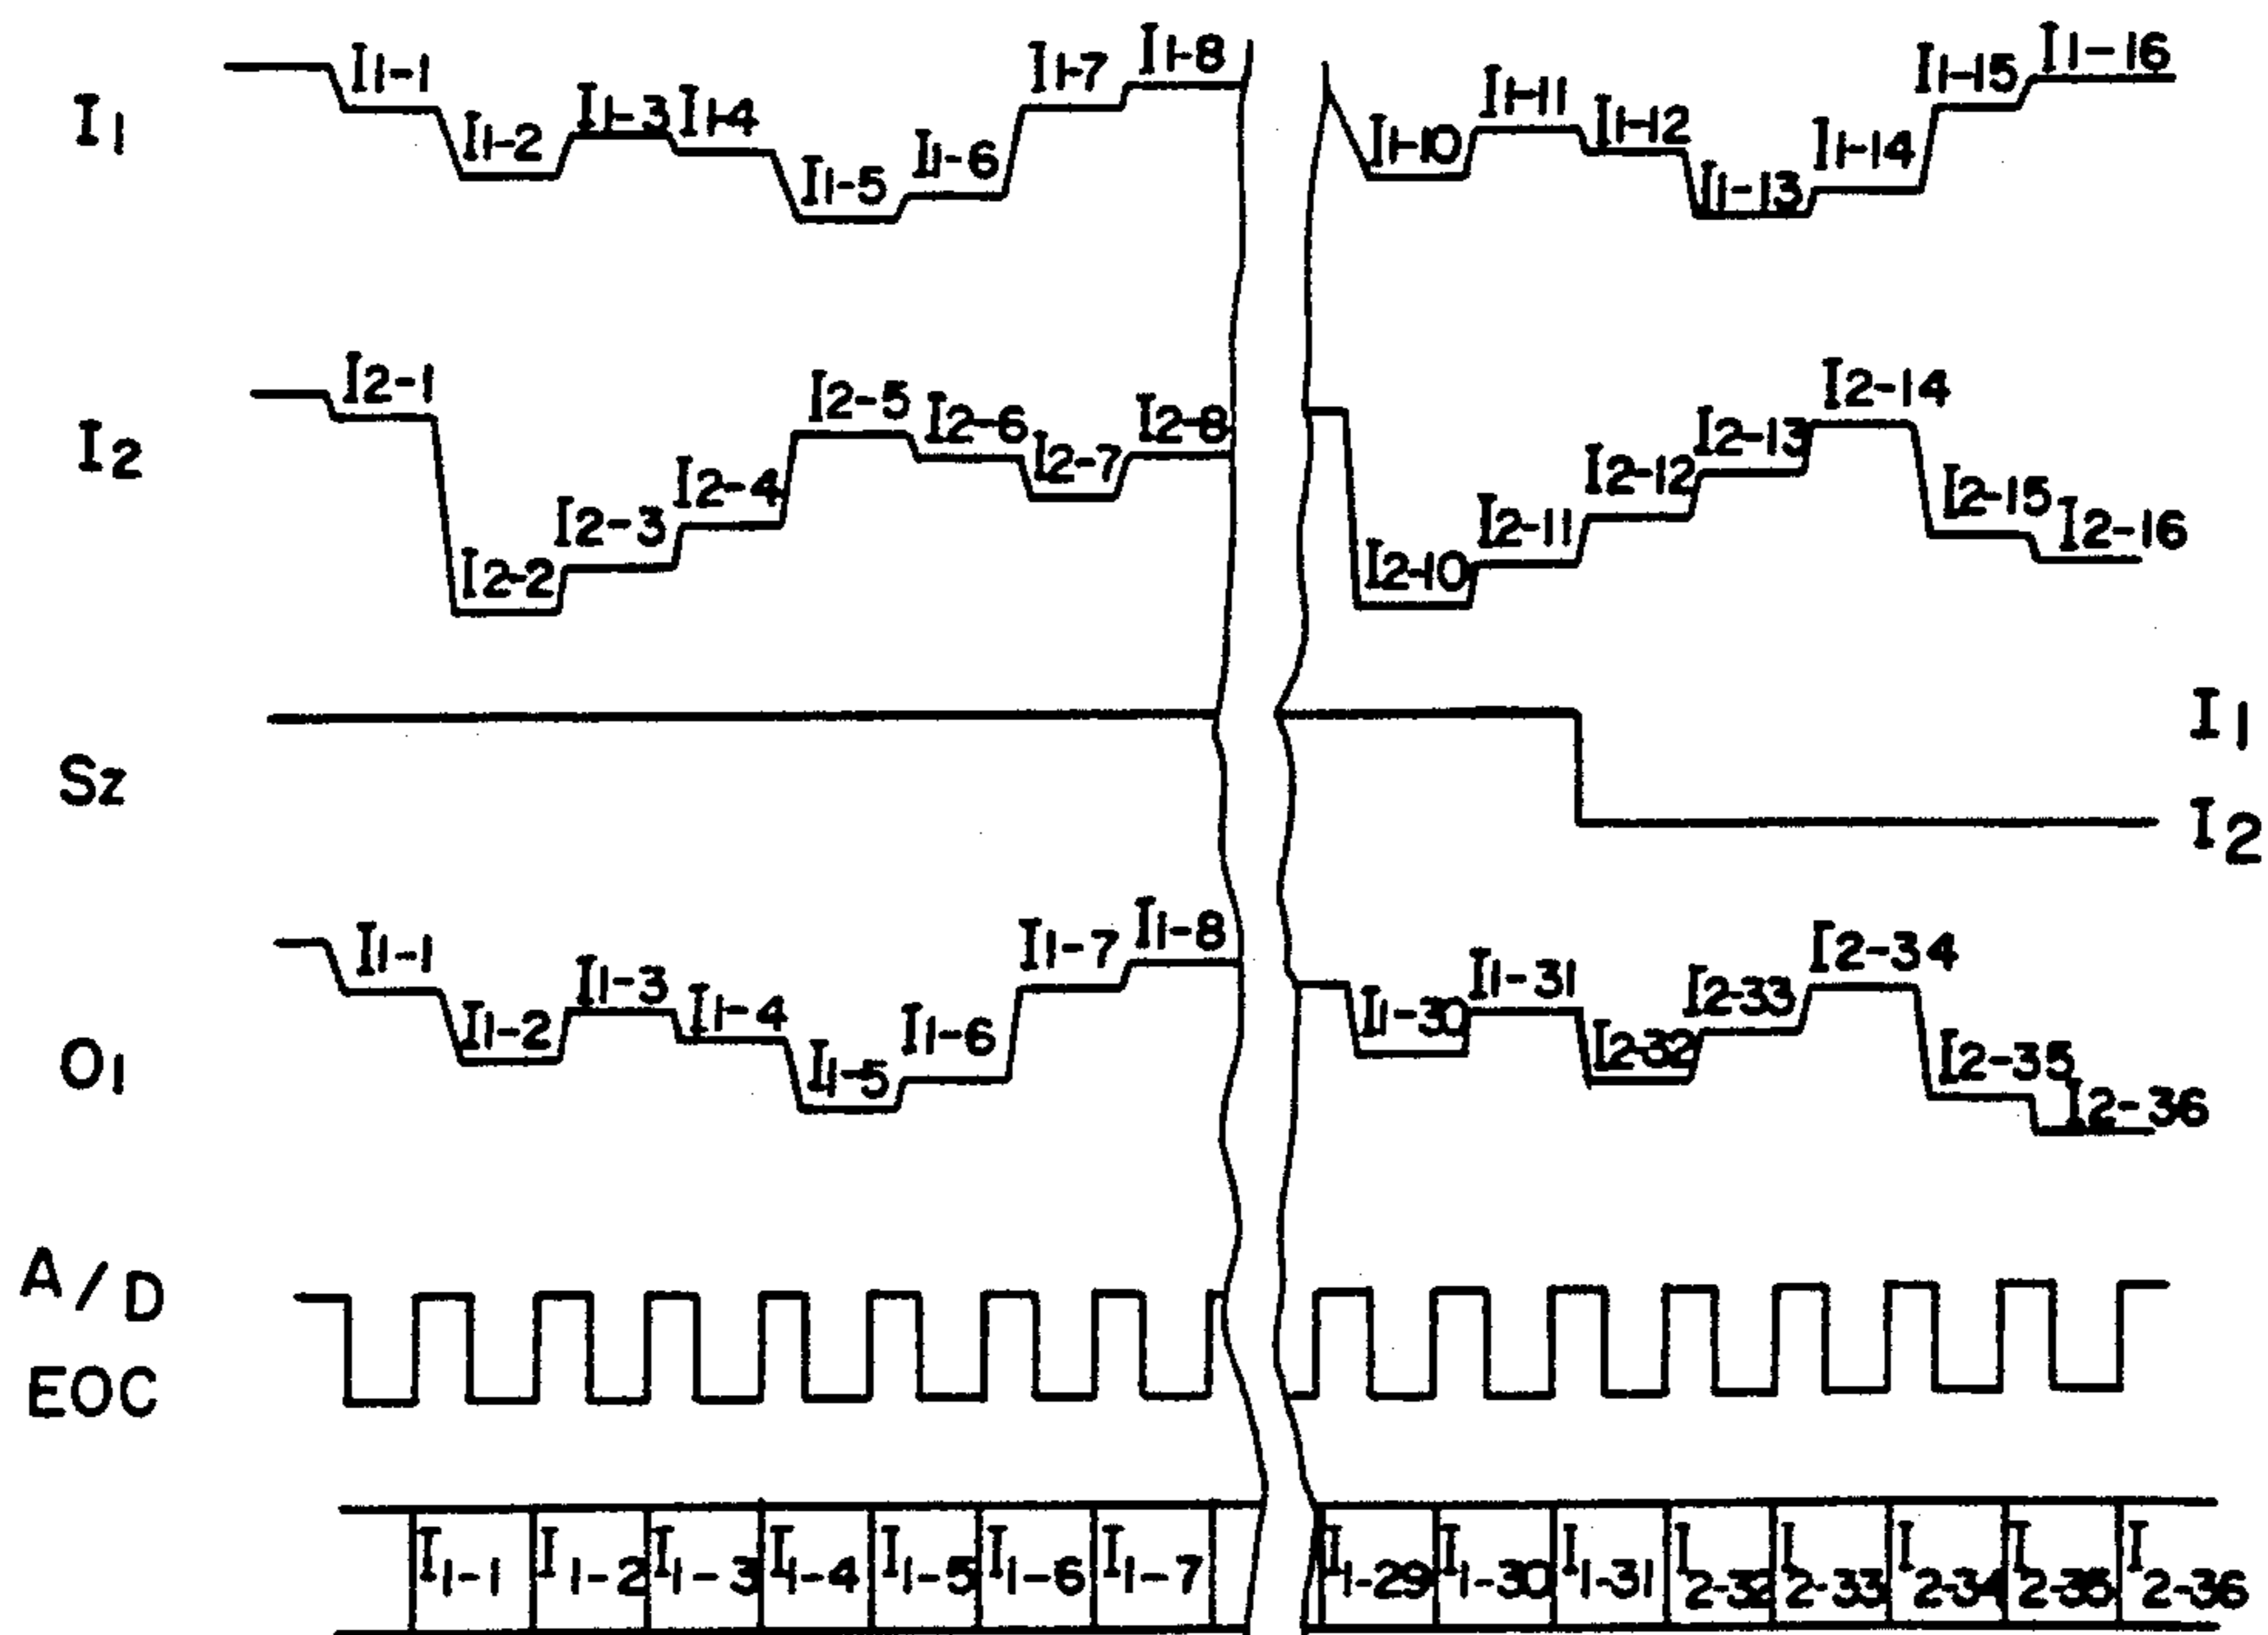 I1 I1-1 I1-2 I1-3 I1-4 I1-5 I1-6 I1-7 I1-8 I1-10 I1-11 I1-12 I1-13 I1-14 I1-15 I1-16
I2 I2-1 I2-2 I2-3 I2-4 I2-5 I2-6 I2-7 I2-8 I2-10 I2-11 I2-12 I2-13 I2-14 I2-15 I2-16
Sz I1
I2
O1 I1-1 I1-2 I1-3 I1-4 I1-5 I1-6 I1-7 I1-8 I1-30 I1-31 I2-32 I2-33 I2-34 I2-35 I2-36
A/D
EOC
I1-1 I1-2 I1-3 I1-4 I1-5 I1-6 I1-7 I1-29 I1-30 I1-31 I2-32 I2-33 I2-34 I2-35 I2-36